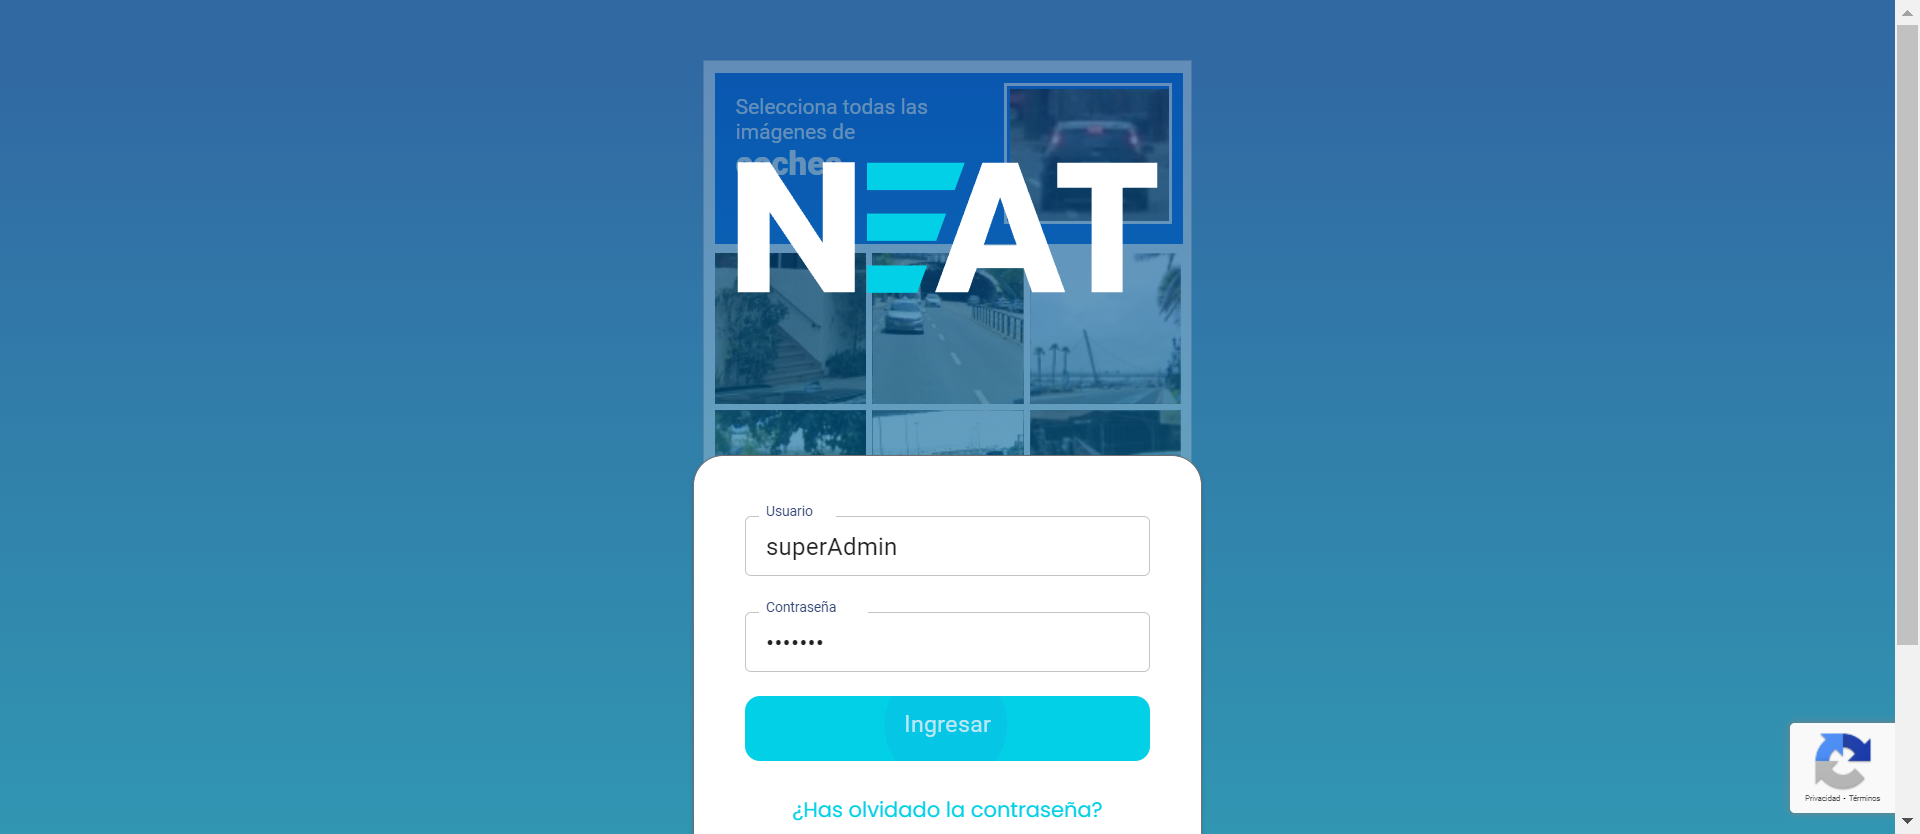 Selecciona todas las
imágenes de
coches
NEAT
Usuario
superAdmin
Contraseña
•••••••
Ingresar
¿Has olvidado la contraseña?
Privacidad - Términos